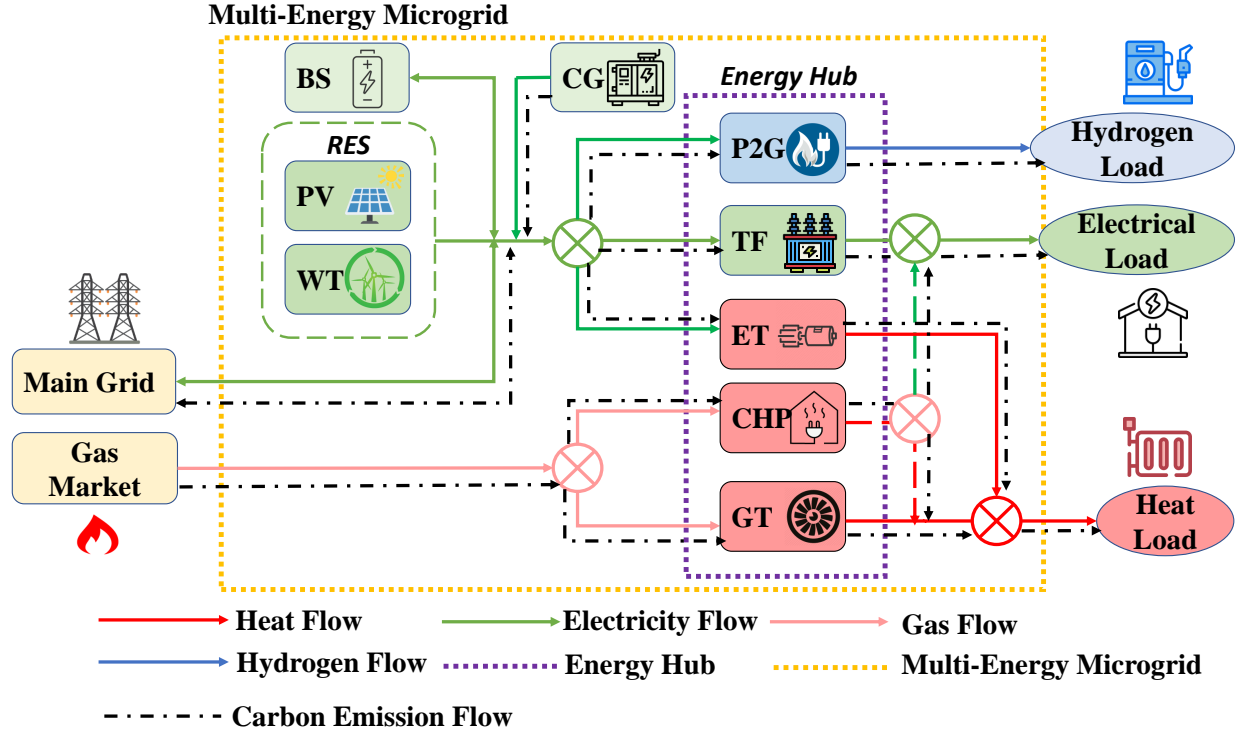 Multi-Energy Microgrid
BS
CG
Energy Hub
RES
PV
WT
P2G
TF
ET
CHP
GT
Hydrogen
Load
Electrical
Load
Main Grid
Gas
Market
Heat
Load
Heat Flow
Electricity Flow
Gas Flow
Hydrogen Flow
Energy Hub
Multi-Energy Microgrid
Carbon Emission Flow